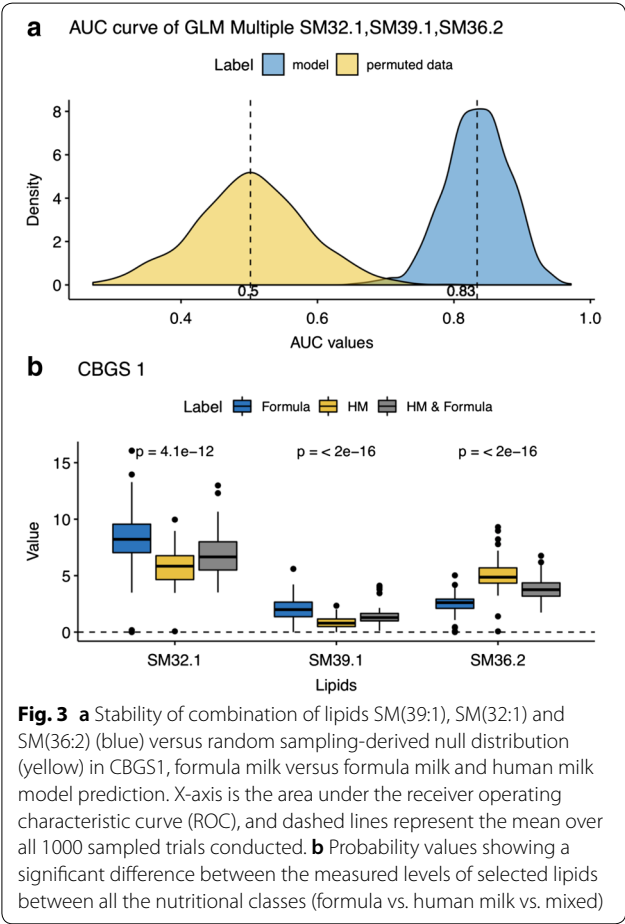 a AUC curve of GLM Multiple SM32.1,SM39.1,SM36.2
Label model permuted data
8
6
4
2
0
Density
0.5 0.83
0.4 0.6 0.8 1.0
AUC values
b CBGS 1
Label Formula HM HM & Formula
p = 4.1e−12 p = < 2e−16 p = < 2e−16
15
10
5
0
Value
SM32.1 SM39.1 SM36.2
Lipids
Fig. 3 a Stability of combination of lipids SM(39:1), SM(32:1) and
SM(36:2) (blue) versus random sampling-derived null distribution
(yellow) in CBGS1, formula milk versus formula milk and human milk
model prediction. X-axis is the area under the receiver operating
characteristic curve (ROC), and dashed lines represent the mean over
all 1000 sampled trials conducted. b Probability values showing a
significant difference between the measured levels of selected lipids
between all the nutritional classes (formula vs. human milk vs. mixed)